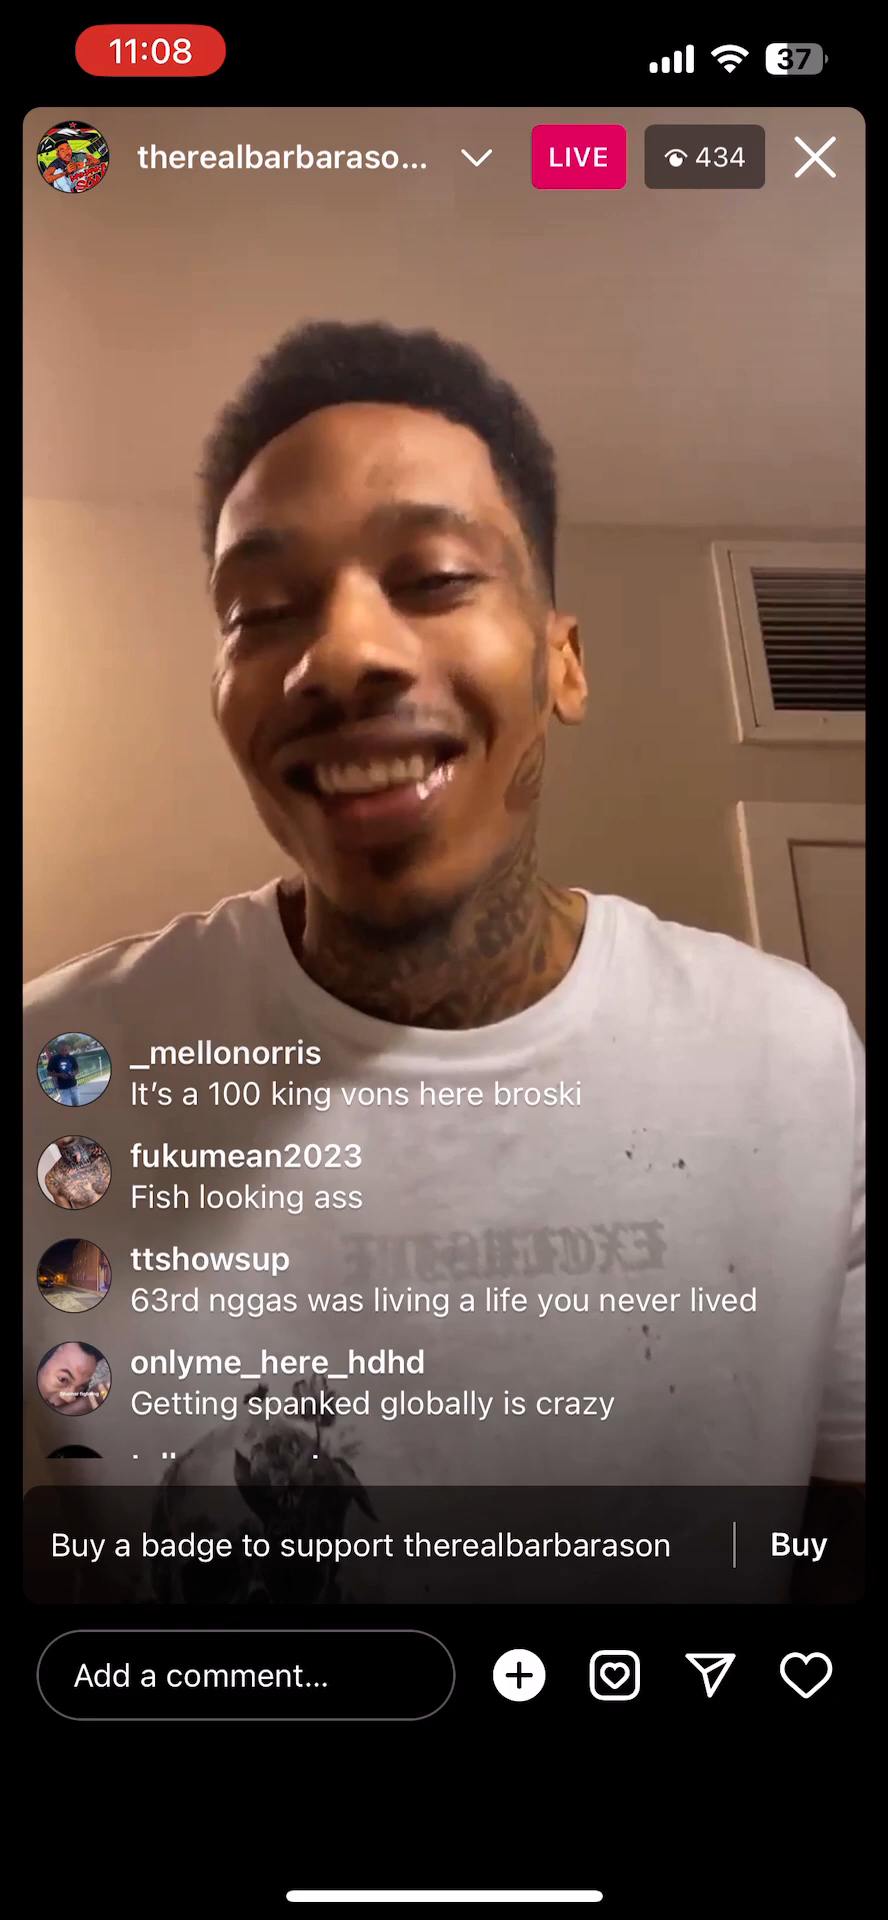 11:08
37
therealbarbaraso...
LIVE
434
_mellonorris
It’s a 100 king vons here broski
fukumean2023
Fish looking ass
ttshowsup
63rd nggas was living a life you never lived
onlyme_here_hdhd
Getting spanked globally is crazy
Buy a badge to support therealbarbarason
Buy
Add a comment...